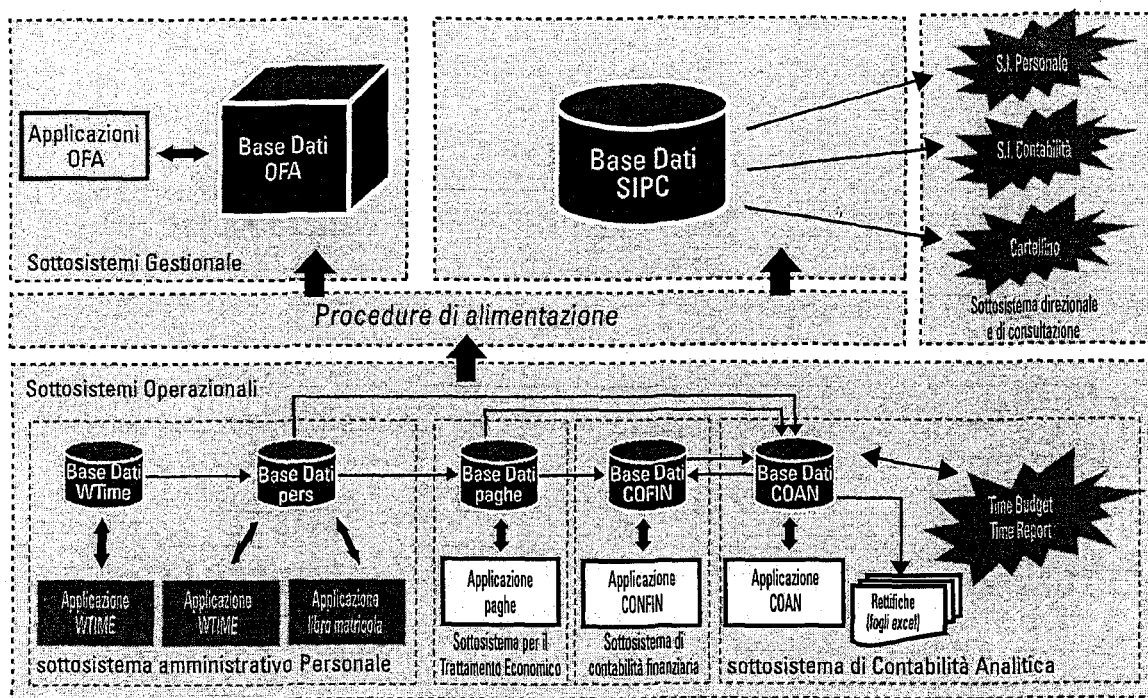 Applicazioni
OFA
Base Dati
OFA
Sottosistemi Gestionale
Base Dati
SIPC
S.I. Personale
S.I. Contabilità
Cartellino
Sottosistema direzionale
e di consultazione
Procedure di alimentazione
Sottosistemi Operazionali
Base Dati
WTime
Base Dati
pers
Base Dati
paghe
Base Dati
COFIN
Base Dati
COAN
Time Budget
Time Report
Applicazione
WTIME
Applicazione
WTIME
Applicazione
libro matricola
Applicazione
paghe
Applicazione
CONFIN
Applicazione
COAN
Rettifiche
(fogli excel)
sottosistema amministrativo Personale
Sottosistema per il
Trattamento Economico
Sottosistema di
contabilità finanziaria
sottosistema di Contabilità Analitica